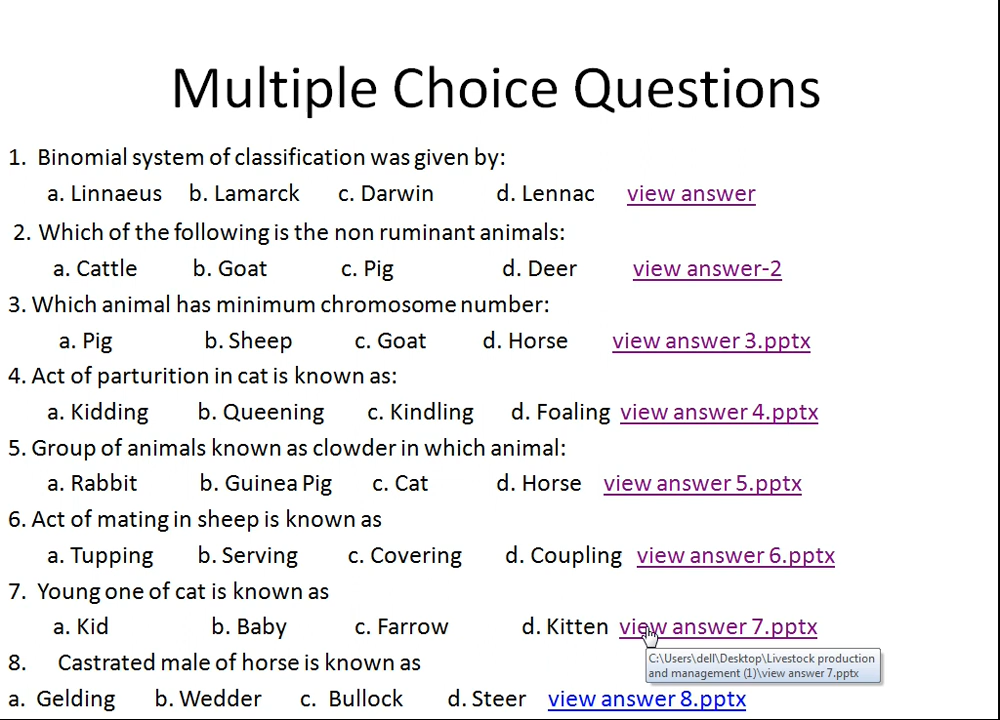 Multiple Choice Questions
1. Binomial system of classification was given by:
a. Linnaeus b. Lamarck c. Darwin d. Lennac view answer
2. Which of the following is the non ruminant animals:
a. Cattle b. Goat c. Pig d. Deer view answer-2
3. Which animal has minimum chromosome number:
a. Pig b. Sheep c. Goat d. Horse view answer 3.pptx
4. Act of parturition in cat is known as:
a. Kidding b. Queening c. Kindling d. Foaling view answer 4.pptx
5. Group of animals known as clowder in which animal:
a. Rabbit b. Guinea Pig c. Cat d. Horse view answer 5.pptx
6. Act of mating in sheep is known as
a. Tupping b. Serving c. Covering d. Coupling view answer 6.pptx
7. Young one of cat is known as
a. Kid b. Baby c. Farrow d. Kitten view answer 7.pptx
C:\Users\dell\Desktop\Livestock production
and management (1)\view answer 7.pptx
8. Castrated male of horse is known as
a. Gelding b. Wedder c. Bullock d. Steer view answer 8.pptx